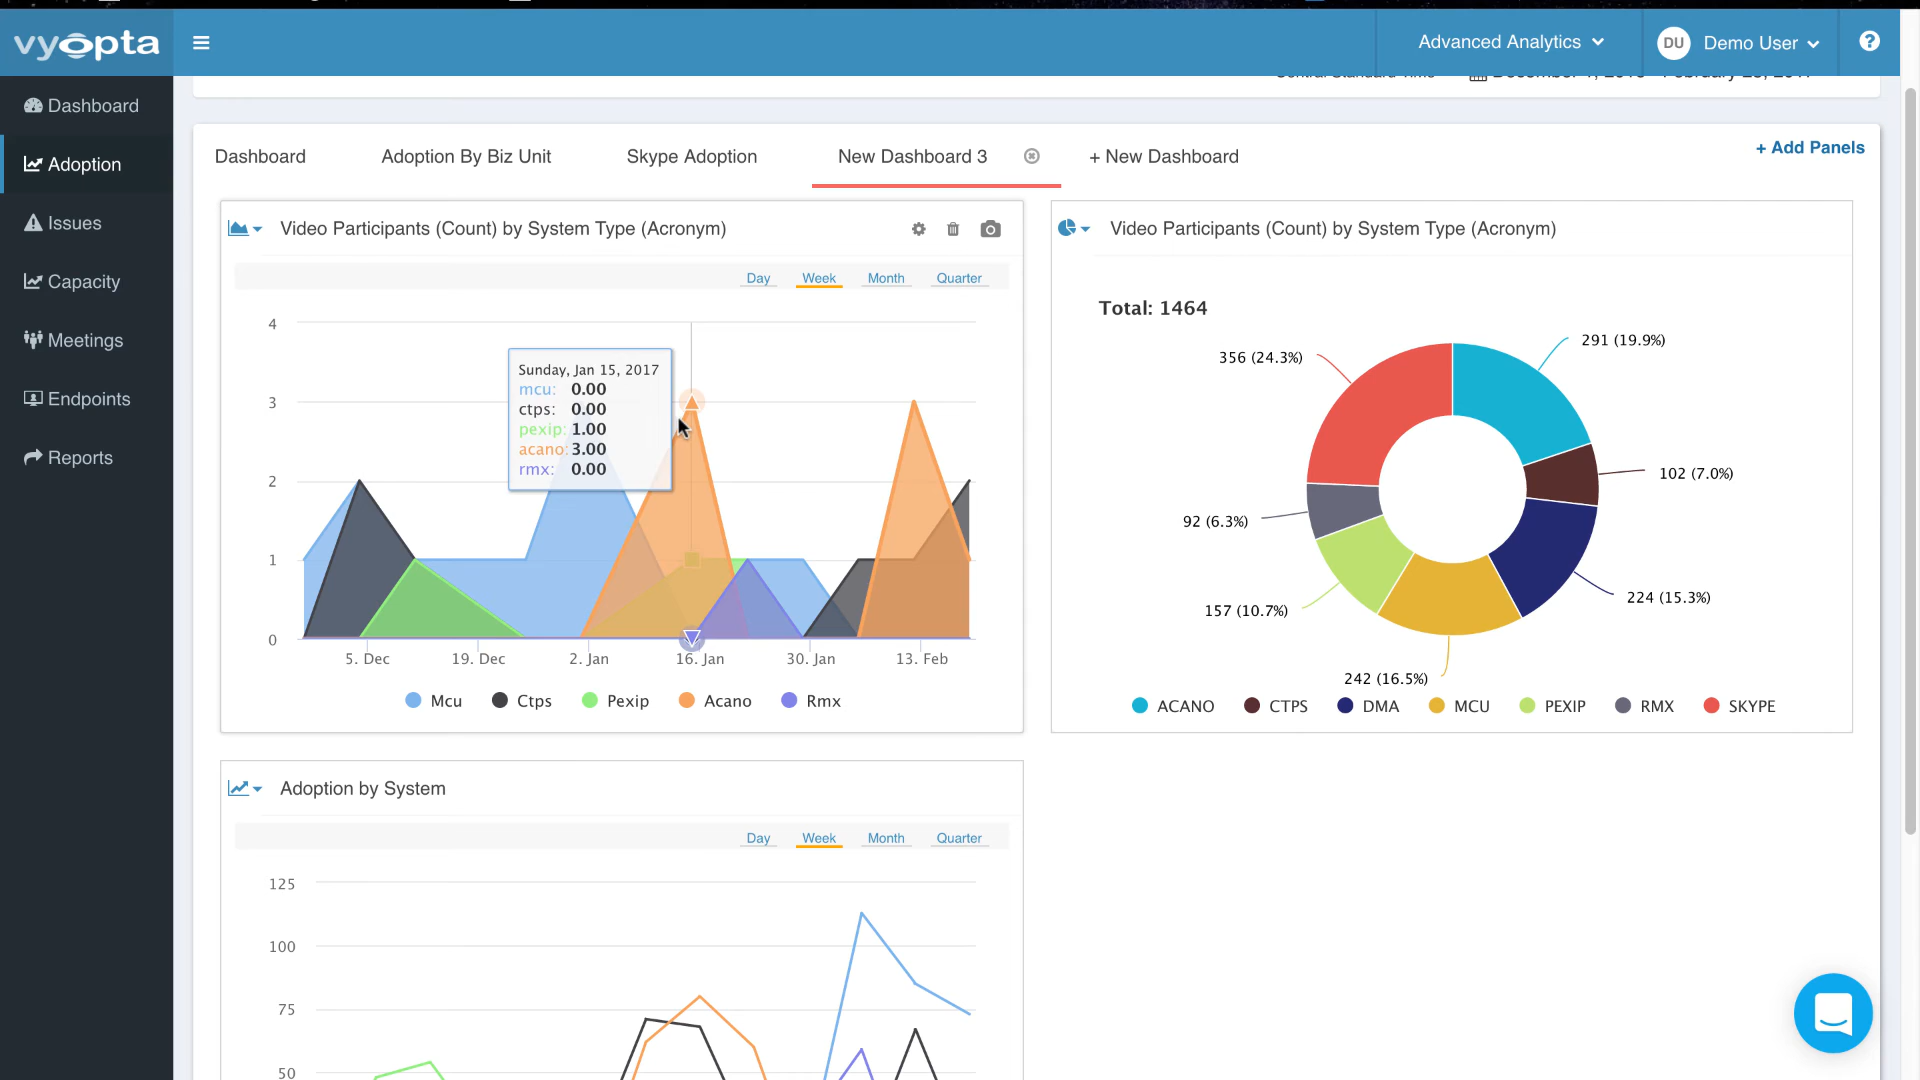 vyopta
Advanced Analytics
DU
Demo User
Dashboard
Adoption
Issues
Capacity
Meetings
Endpoints
Reports
Dashboard
Adoption By Biz Unit
Skype Adoption
New Dashboard 3
+ New Dashboard
+ Add Panels
Video Participants (Count) by System Type (Acronym)
Day Week Month Quarter
4
3
2
1
0
Sunday, Jan 15, 2017
mcu: 0.00
ctps: 0.00
pexip: 1.00
acano: 3.00
rmx: 0.00
5. Dec 19. Dec 2. Jan 16. Jan 30. Jan 13. Feb
Mcu Ctps Pexip Acano Rmx
Video Participants (Count) by System Type (Acronym)
Total: 1464
291 (19.9%)
356 (24.3%)
102 (7.0%)
92 (6.3%)
224 (15.3%)
157 (10.7%)
242 (16.5%)
ACANO CTPS DMA MCU PEXIP RMX SKYPE
Adoption by System
Day Week Month Quarter
125
100
75
50